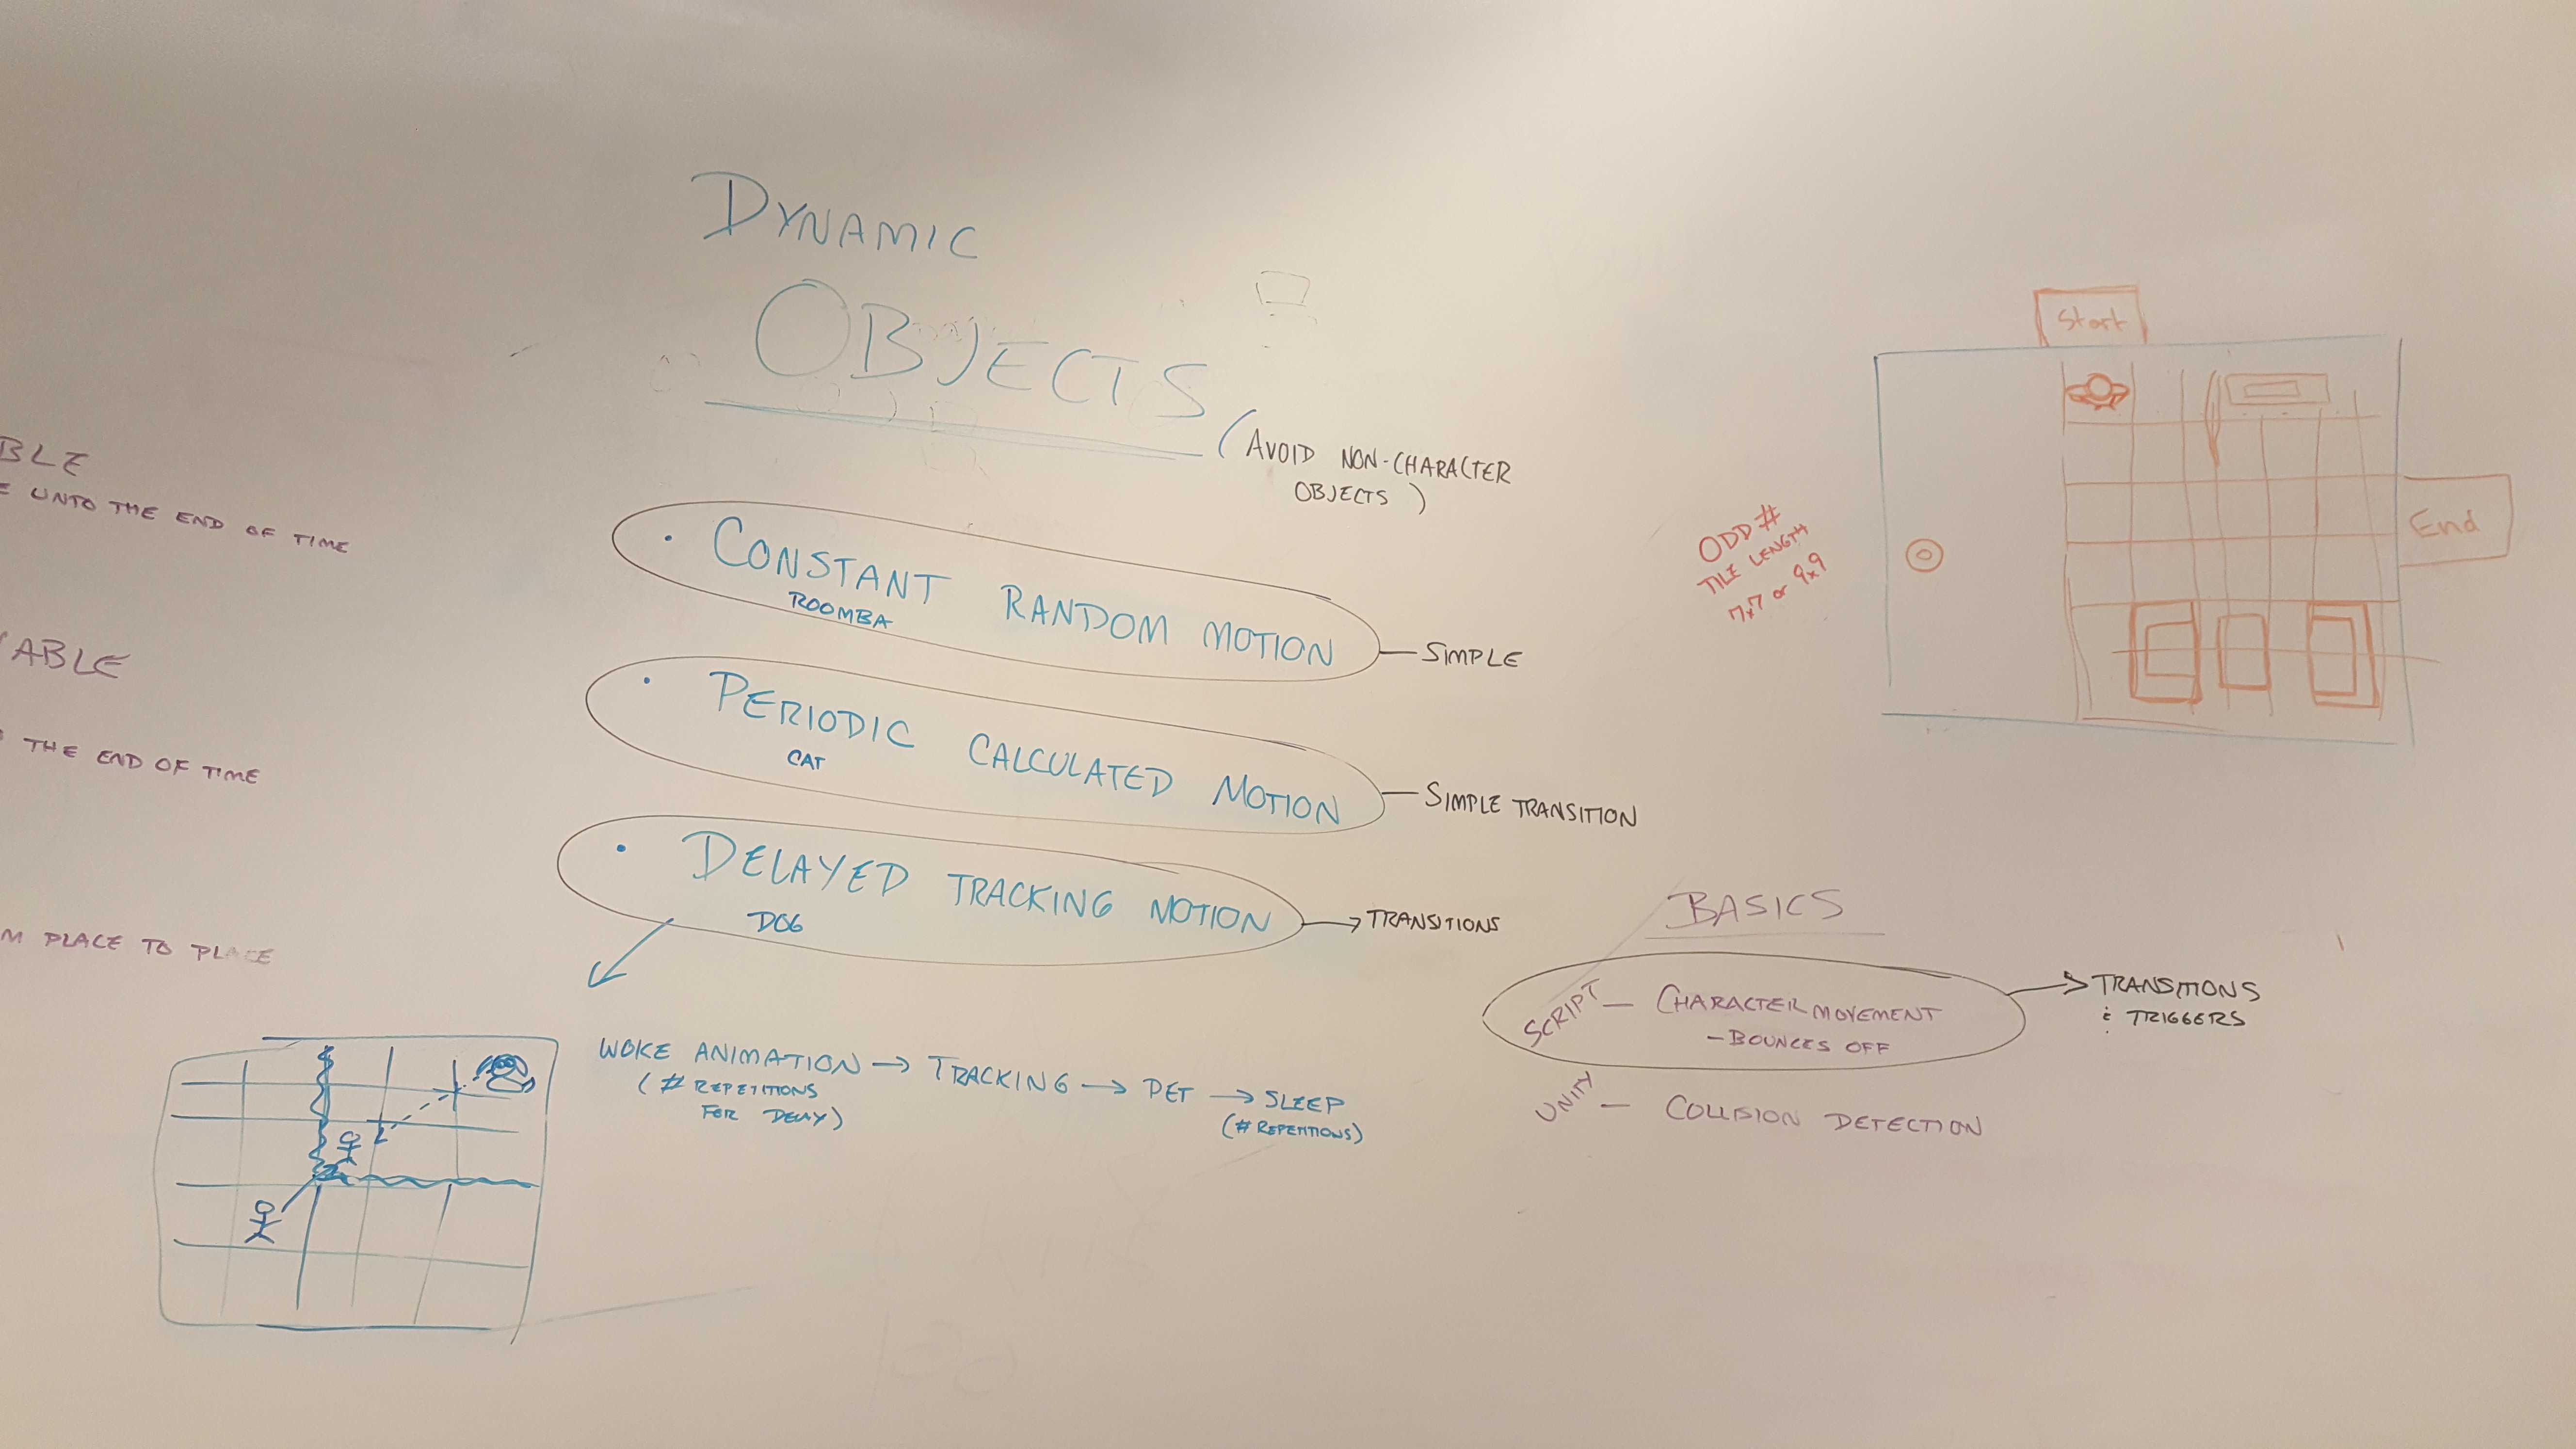 DYNAMIC
OBJECTS
(AVOID NON-CHARACTER
OBJECTS)
BLE
E UNTO THE END OF TIME
ABLE
THE END OF TIME
M PLACE TO PLACE
• CONSTANT RANDOM MOTION
ROOMBA
— SIMPLE
• PERIODIC CALCULATED MOTION
CAT
— SIMPLE TRANSITION
• DELAYED TRACKING MOTION
DOG
→ TRANSITIONS
WOKE ANIMATION → TRACKING → PET → SLEEP
(# REPETITIONS
FOR DELAY)
(# REPETITIONS)
Start
End
ODD #
TILE LENGTH
7x7 or 9x9
BASICS
SCRIPT — CHARACTER MOVEMENT
- BOUNCES OFF
→ TRANSITIONS
& TRIGGERS
UNITY — COLLISION DETECTION